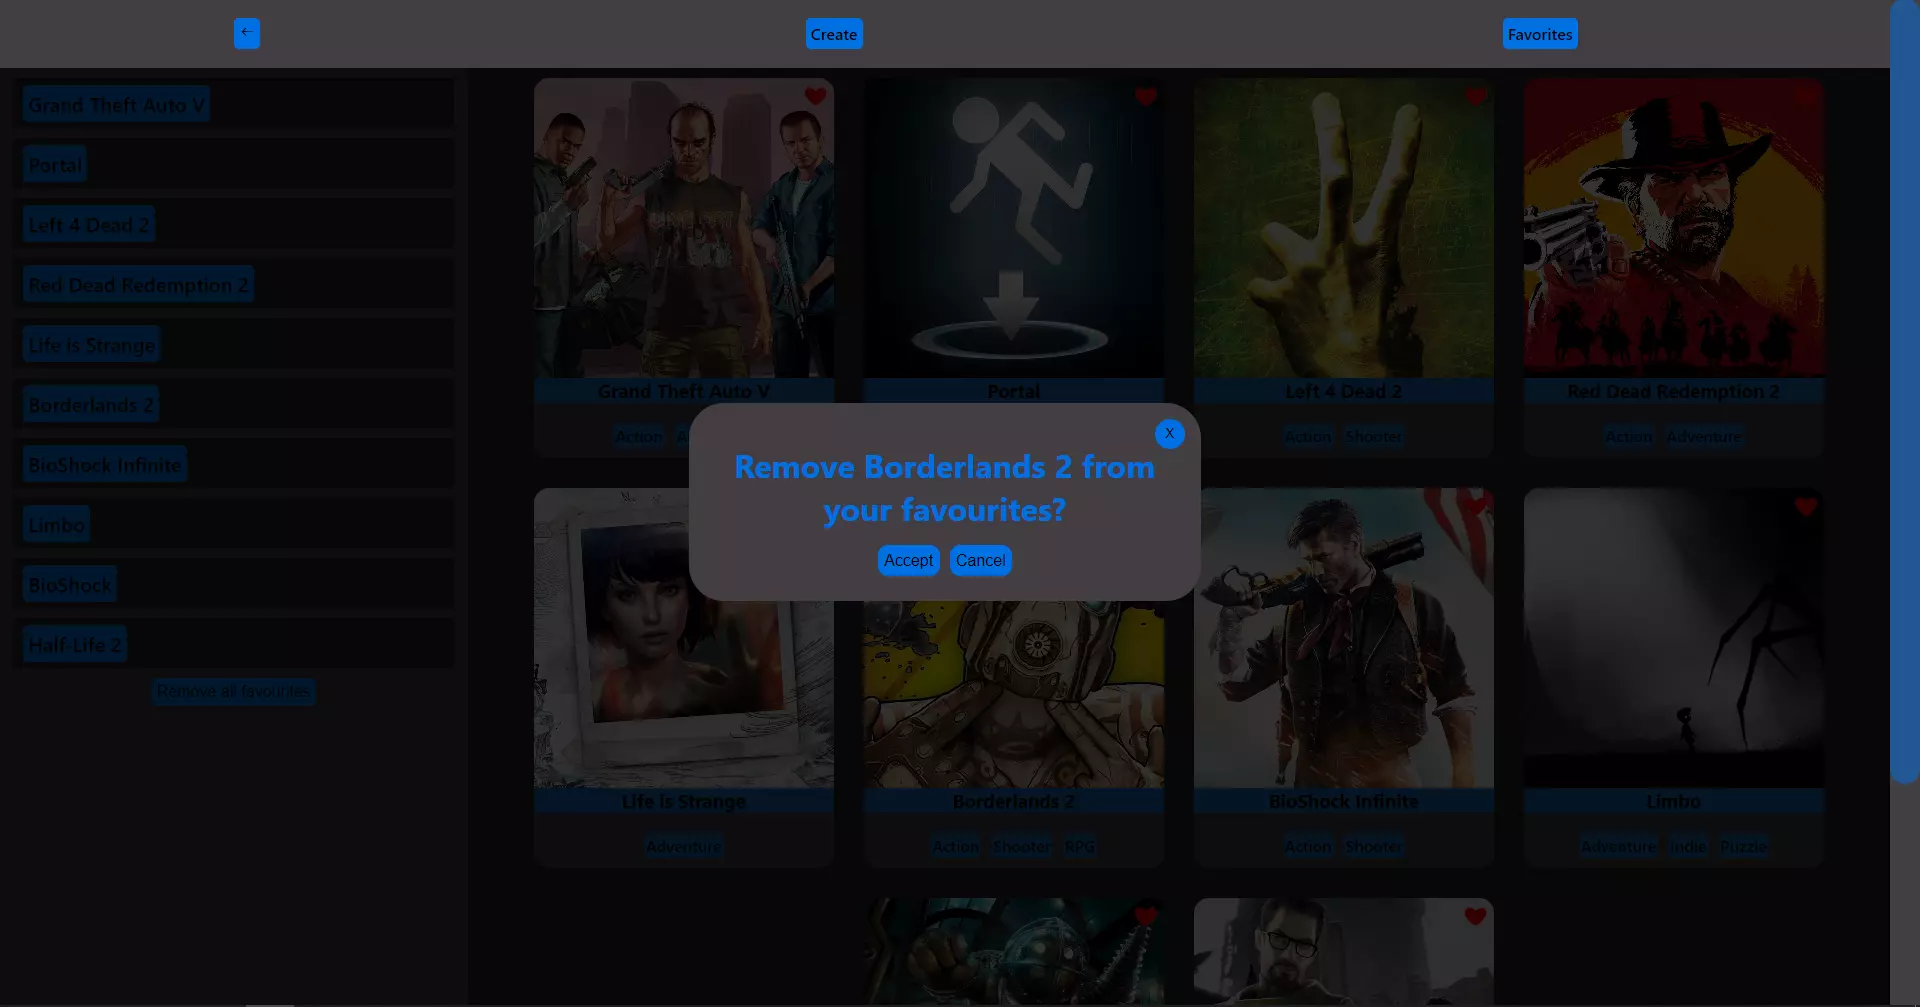 ←
Create
Favorites
Grand Theft Auto V
Portal
Left 4 Dead 2
Red Dead Redemption 2
Life is Strange
Borderlands 2
BioShock Infinite
Limbo
BioShock
Half-Life 2
Remove all favourites
Grand Theft Auto V
Portal
Left 4 Dead 2
Red Dead Redemption 2
Action
Action Shooter
Action Adventure
X
Remove Borderlands 2 from
your favourites?
Accept Cancel
Life is Strange
Borderlands 2
BioShock Infinite
Limbo
Adventure
Action Shooter RPG
Action Shooter
Adventure Indie Puzzle